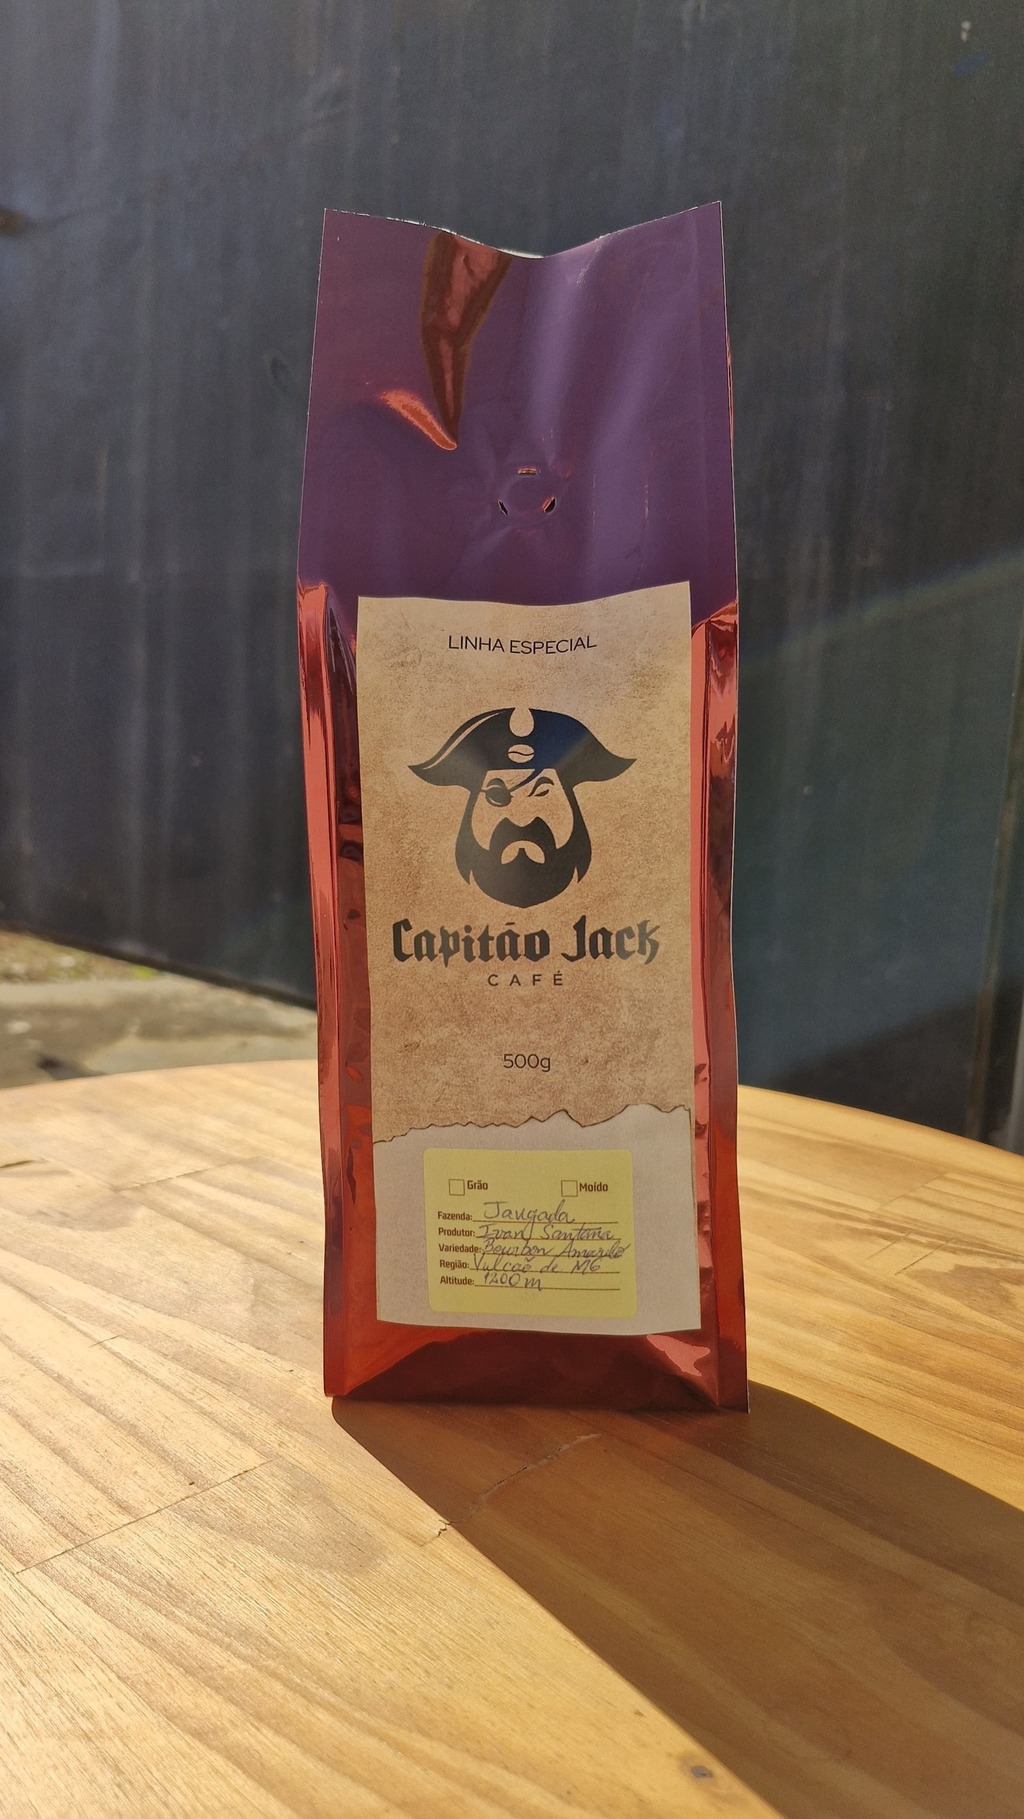 LINHA ESPECIAL
Capitão Jack
CAFÉ
500g
Grão Moído
Fazenda: Jangada
Produtor: Ivan Santana
Variedade: Bourbon Amarelo
Região: Vulcão de MG
Altitude: 1200m